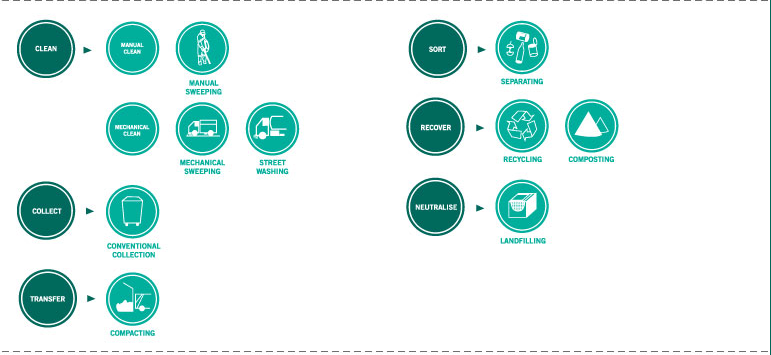 CLEAN
MANUAL
CLEAN
MANUAL
SWEEPING
MECHANICAL
CLEAN
MECHANICAL
SWEEPING
STREET
WASHING
COLLECT
CONVENTIONAL
COLLECTION
TRANSFER
COMPACTING
SORT
SEPARATING
RECOVER
RECYCLING
COMPOSTING
NEUTRALISE
LANDFILLING